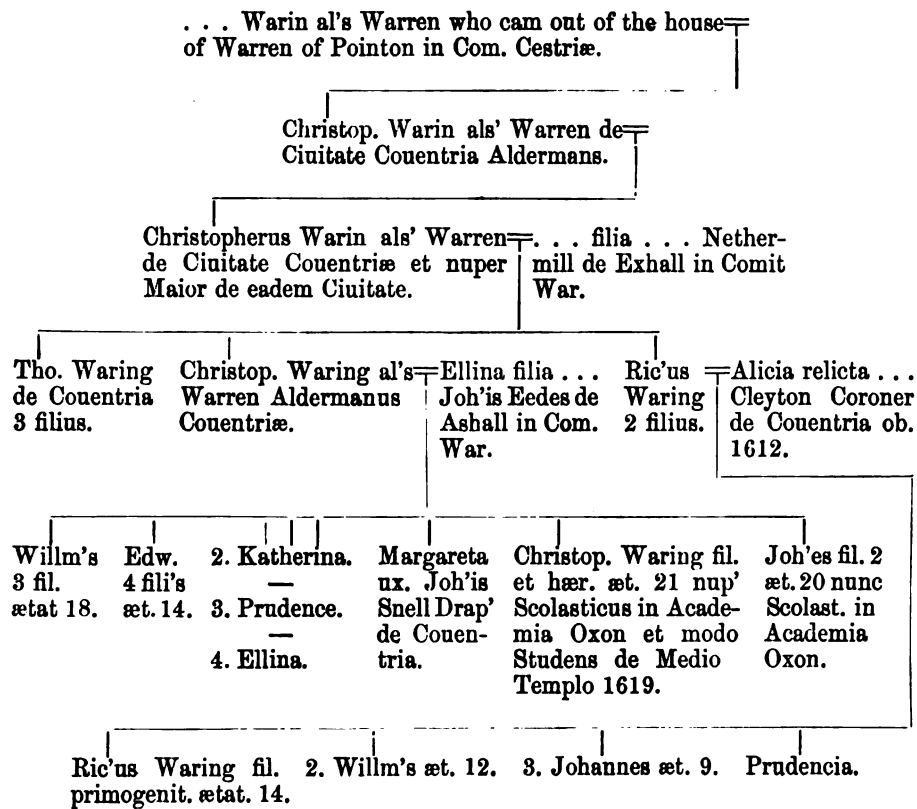 . . . Warin al's Warren who cam out of the house
of Warren of Pointon in Com. Cestriæ.
Christop. Warin als' Warren de
Ciuitate Couentria Aldermans.
Christopherus Warin als' Warren
de Ciuitate Couentriæ et nuper
Maior de eadem Ciuitate.
. . . filia . . . Nether-
mill de Exhall in Comit
War.
Tho. Waring
de Couentria
3 filius.
Christop. Waring al's
Warren Aldermanus
Couentriæ.
Ellina filia . . .
Joh'is Eedes de
Ashall in Com.
War.
Ric'us
Waring
2 filius.
Alicia relicta . . .
Cleyton Coroner
de Couentria ob.
1612.
Willm's
3 fil.
ætat 18.
Edw.
4 fili's
æt. 14.
2. Katherina.
—
3. Prudence.
—
4. Ellina.
Margareta
ux. Joh'is
Snell Drap'
de Couen-
tria.
Christop. Waring fil.
et hær. æt. 21 nup'
Scolasticus in Acade-
mia Oxon et modo
Studens de Medio
Templo 1619.
Joh'es fil. 2
æt. 20 nunc
Scolast. in
Academia
Oxon.
Ric'us Waring fil.
primogenit. ætat. 14.
2. Willm's æt. 12.
3. Johannes æt. 9.
Prudencia.